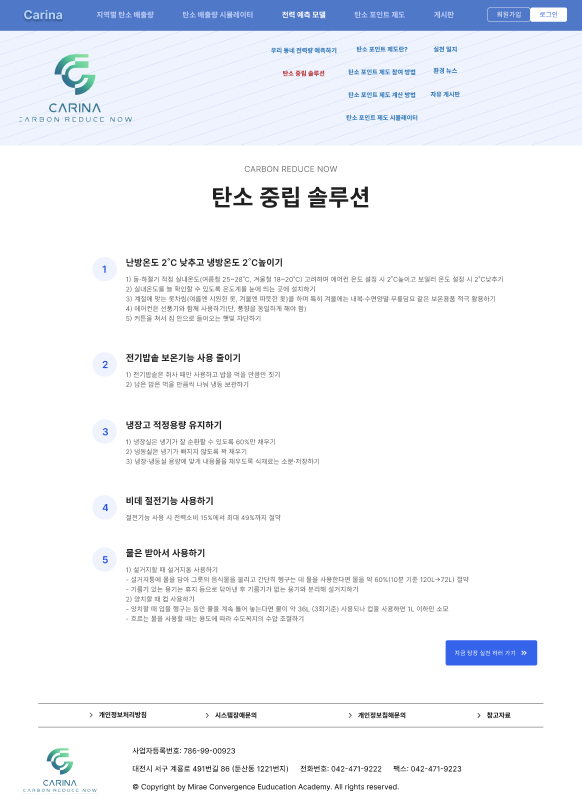 Carina 지역별 탄소 배출량 탄소 배출량 시뮬레이터 전력 예측 모델 탄소 포인트 제도 게시판 회원가입 로그인
우리 동네 전력량 예측하기 탄소 포인트 제도란? 실천 일지
탄소 중립 솔루션 탄소 포인트 제도 참여 방법 환경 뉴스
탄소 포인트 제도 계산 방법 자유 게시판
탄소 포인트 제도 시뮬레이터
CARINA
CARBON REDUCE NOW
CARBON REDUCE NOW
탄소 중립 솔루션
1 난방온도 2˚C 낮추고 냉방온도 2˚C높이기
1) 동·하절기 적정 실내온도(여름철 25~28˚C, 겨울철 18~20˚C) 고려하며 에어컨 온도 설정 시 2˚C높이고 보일러 온도 설정 시 2˚C낮추기
2) 실내온도를 늘 확인할 수 있도록 온도계를 눈에 띄는 곳에 설치하기
3) 계절에 맞는 옷차림(여름엔 시원한 옷, 겨울엔 따뜻한 옷)을 하며 특히 겨울에는 내복·수면양말·무릎담요 같은 보온용품 적극 활용하기
4) 에어컨은 선풍기와 함께 사용하기(단, 풍향을 동일하게 해야 함)
5) 커튼을 쳐서 집 안으로 들어오는 햇빛 차단하기
2 전기밥솥 보온기능 사용 줄이기
1) 전기밥솥은 취사 때만 사용하고 밥을 먹을 만큼만 짓기
2) 남은 밥은 먹을 만큼씩 나눠 냉동 보관하기
3 냉장고 적정용량 유지하기
1) 냉장실은 냉기가 잘 순환할 수 있도록 60%만 채우기
2) 냉동실은 냉기가 빠지지 않도록 꽉 채우기
3) 냉장·냉동실 용량에 맞게 내용물을 채우도록 식재료는 소분·저장하기
4 비데 절전기능 사용하기
절전기능 사용 시 전력소비 15%에서 최대 49%까지 절약
5 물은 받아서 사용하기
1) 설거지할 때 설거지통 사용하기
- 설거지통에 물을 담아 그릇의 음식물을 불리고 간단히 헹구는 데 물을 사용한다면 물을 약 60%(10분 기준 120L→72L) 절약
- 기름기 있는 용기는 휴지 등으로 닦아낸 후 기름기가 없는 용기와 분리해 설거지하기
2) 양치할 때 컵 사용하기
- 양치할 때 입을 헹구는 동안 물을 계속 틀어 놓는다면 물이 약 36L (3회기준) 사용되나 컵을 사용하면 1L 이하만 소모
- 흐르는 물을 사용할 때는 용도에 따라 수도꼭지의 수압 조절하기
지금 당장 실천 하러 가기 »
개인정보처리방침 시스템장애문의 개인정보침해문의 참고자료
CARINA
CARBON REDUCE NOW
사업자등록번호: 786-99-00923
대전시 서구 계룡로 491번길 86 (둔산동 1221번지) 전화번호: 042-471-9222 팩스: 042-471-9223
© Copyright by Mirae Convergence Euducation Academy. All rights reserved.